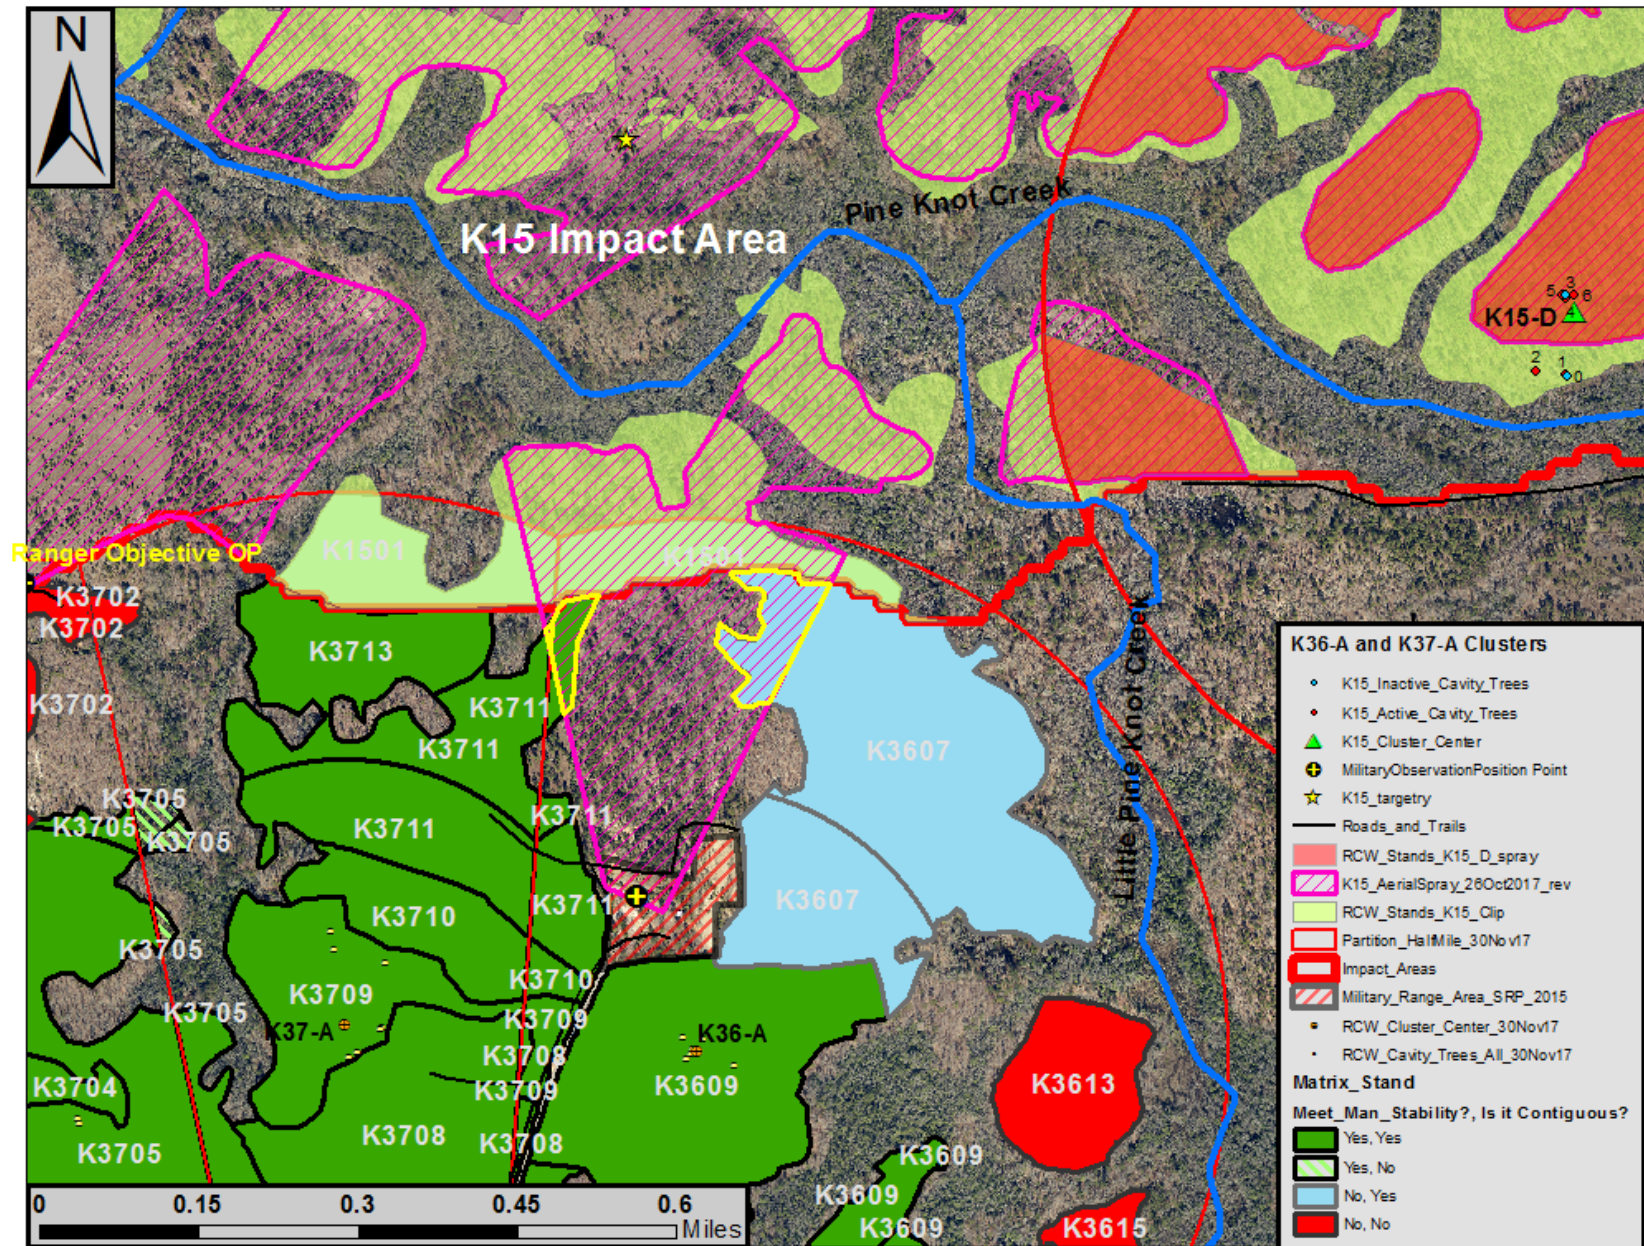 N
K15 Impact Area
Pine Knot Creek
5 3 6
4
K15-D
2 1
0
K1501
K1501
Ranger Objective OP
K3702
K3702
K3702
K3713
K3711
K3711
K3607
K3705
K3705
K3705
K3711
K3711
Little Pine Knot Creek
K3710
K3711
K3607
K3705
K3710
K3709
K3705
K3709
K37-A
K36-A
K3708
K3704
K3709
K3609
K3613
K3705
K3708
K3708
K3609
K3609
K3609
K3615
0 0.15 0.3 0.45 0.6
Miles
K36-A and K37-A Clusters
K15_Inactive_Cavity_Trees
K15_Active_Cavity_Trees
K15_Cluster_Center
MilitaryObservationPosition Point
K15_targetry
Roads_and_Trails
RCW_Stands_K15_D_spray
K15_AerialSpray_26Oct2017_rev
RCW_Stands_K15_Clip
Partition_HalfMile_30Nov17
Impact_Areas
Military_Range_Area_SRP_2015
RCW_Cluster_Center_30Nov17
RCW_Cavity_Trees_All_30Nov17
Matrix_Stand
Meet_Man_Stability?, Is it Contiguous?
Yes, Yes
Yes, No
No, Yes
No, No